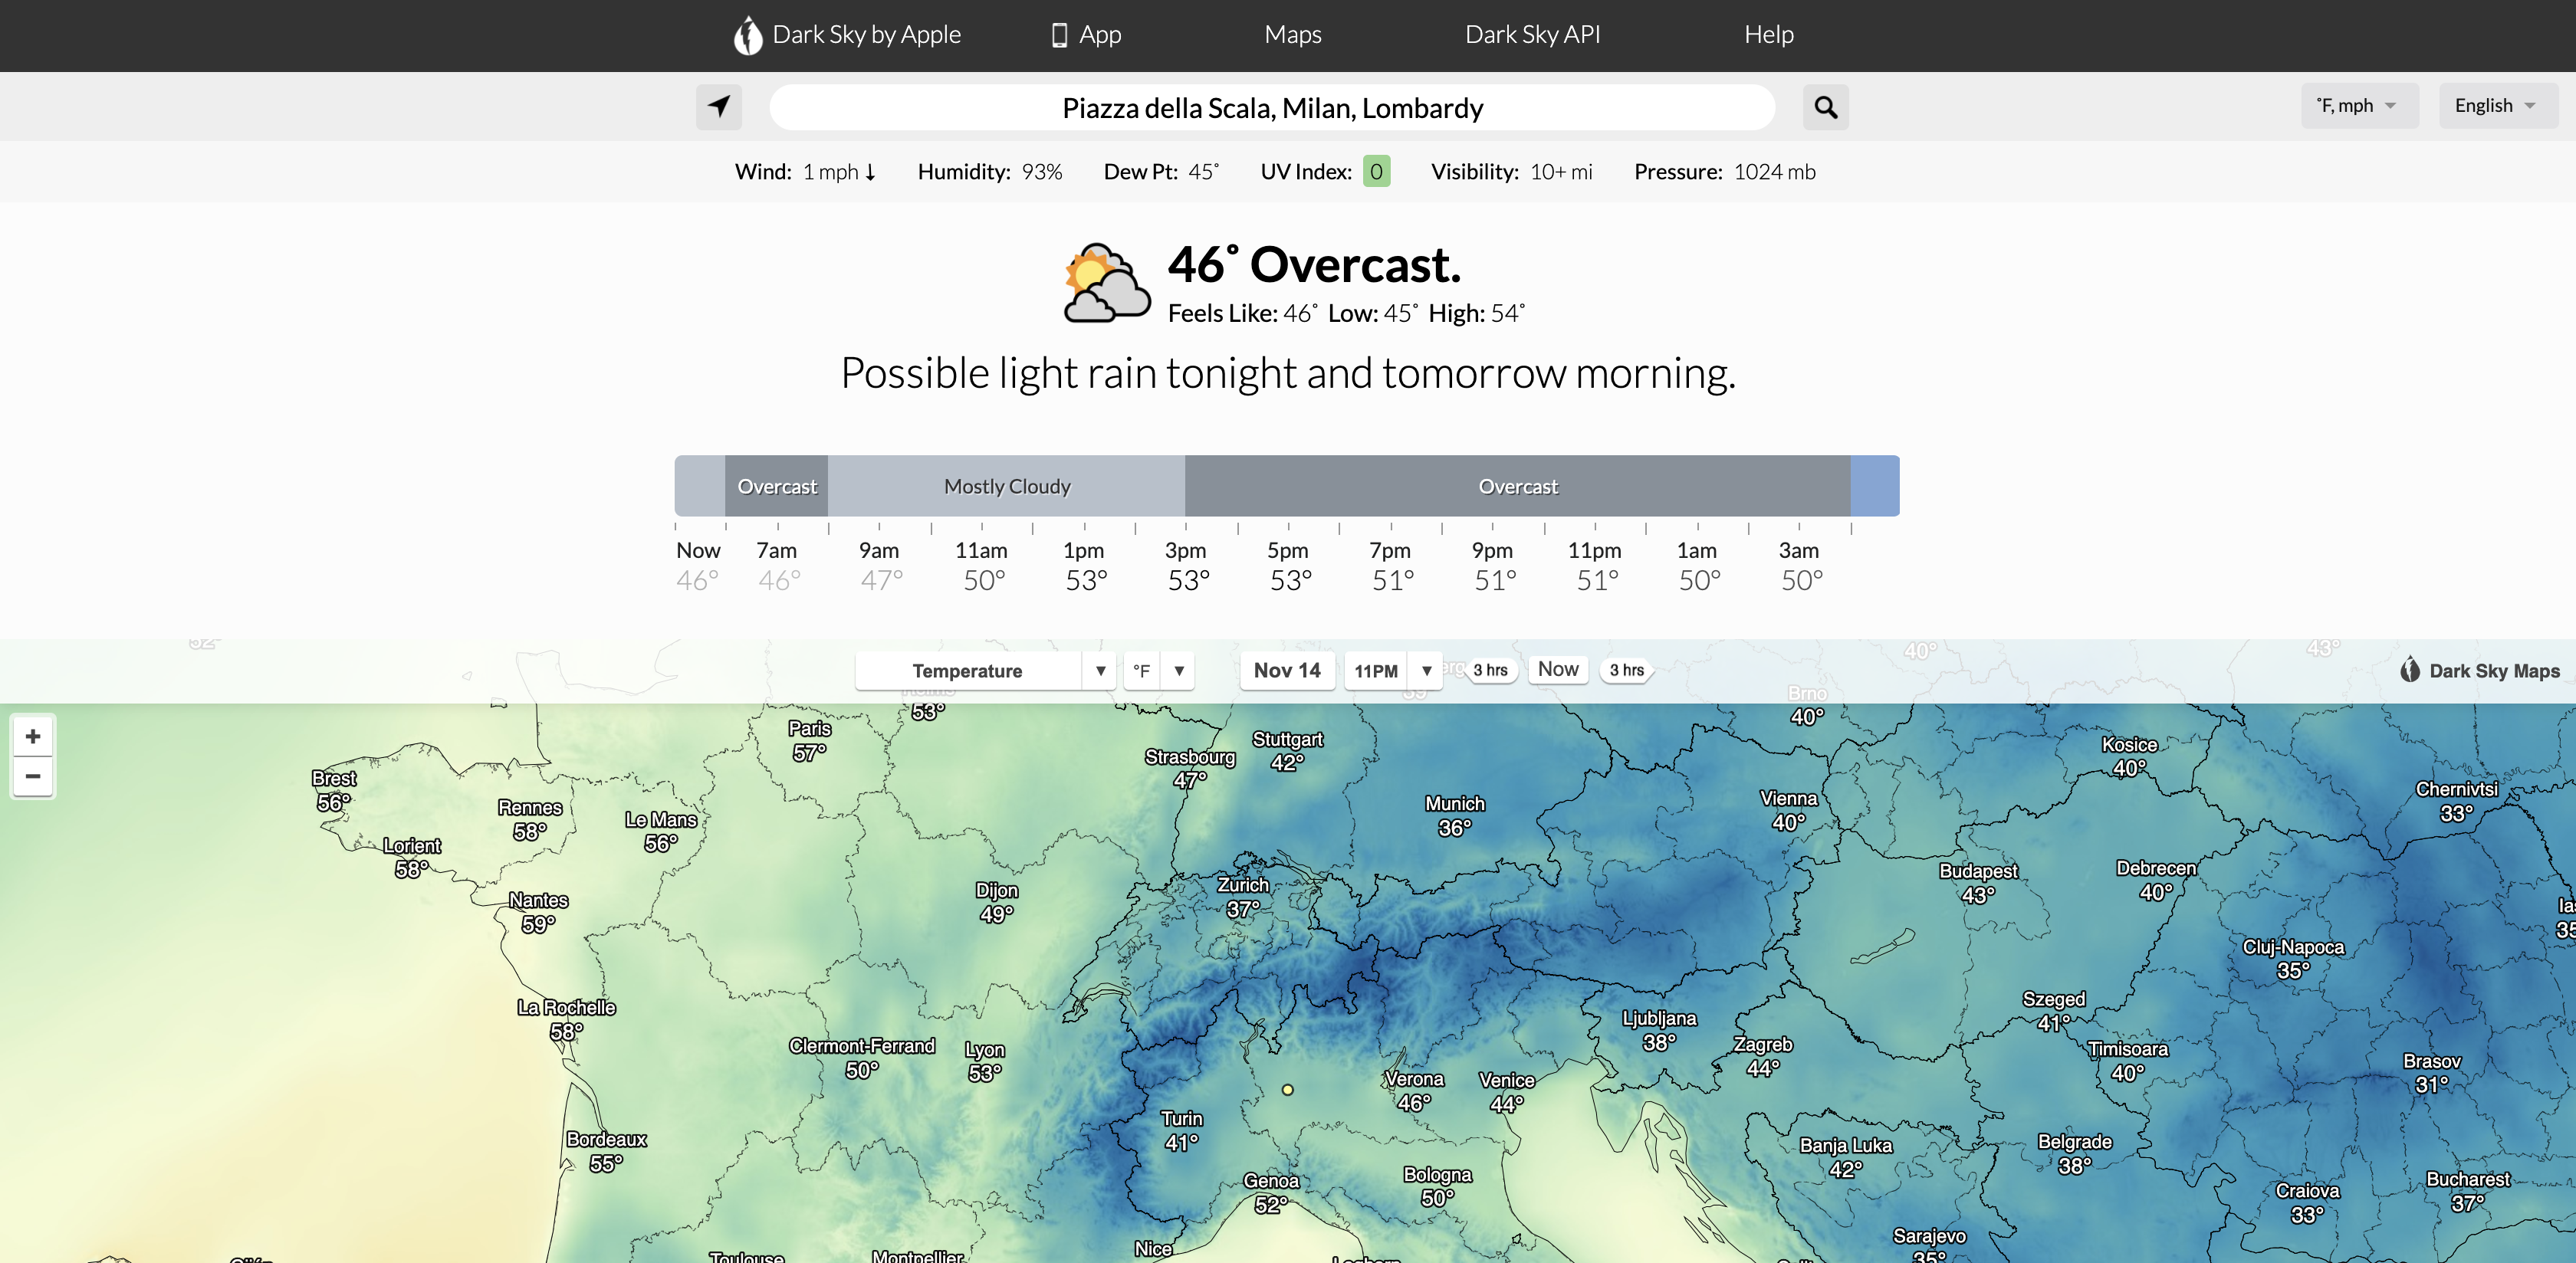 Dark Sky by Apple App Maps Dark Sky API Help
Piazza della Scala, Milan, Lombardy
˚F, mph
English
Wind: 1 mph ↓ Humidity: 93% Dew Pt: 45˚ UV Index: 0 Visibility: 10+ mi Pressure: 1024 mb
46˚ Overcast.
Feels Like: 46˚ Low: 45˚ High: 54˚
Possible light rain tonight and tomorrow morning.
Overcast Mostly Cloudy Overcast
Now 7am 9am 11am 1pm 3pm 5pm 7pm 9pm 11pm 1am 3am
46° 46° 47° 50° 53° 53° 53° 51° 51° 51° 50° 50°
52°
40°
43°
Temperature ▼ °F ▼ Nov 14 11PM ▼ 3 hrs Now 3 hrs
Dark Sky Maps
39°
+
−
53°
Brno
40°
Paris
57°
Strasbourg
47°
Stuttgart
42°
Kosice
40°
Brest
56°
Rennes
58°
Le Mans
56°
Munich
36°
Vienna
40°
Chernivtsi
33°
Lorient
58°
Nantes
59°
Dijon
49°
Zurich
37°
Budapest
43°
Debrecen
40°
Cluj-Napoca
35°
La Rochelle
58°
Clermont-Ferrand
50°
Lyon
53°
Ljubljana
38°
Zagreb
44°
Szeged
41°
Timisoara
40°
Brasov
31°
Verona
46°
Venice
44°
Turin
41°
Bordeaux
55°
Genoa
52°
Bologna
50°
Banja Luka
42°
Belgrade
38°
Craiova
33°
Bucharest
37°
Sarajevo
35°
Nice
Toulouse
Montpellier